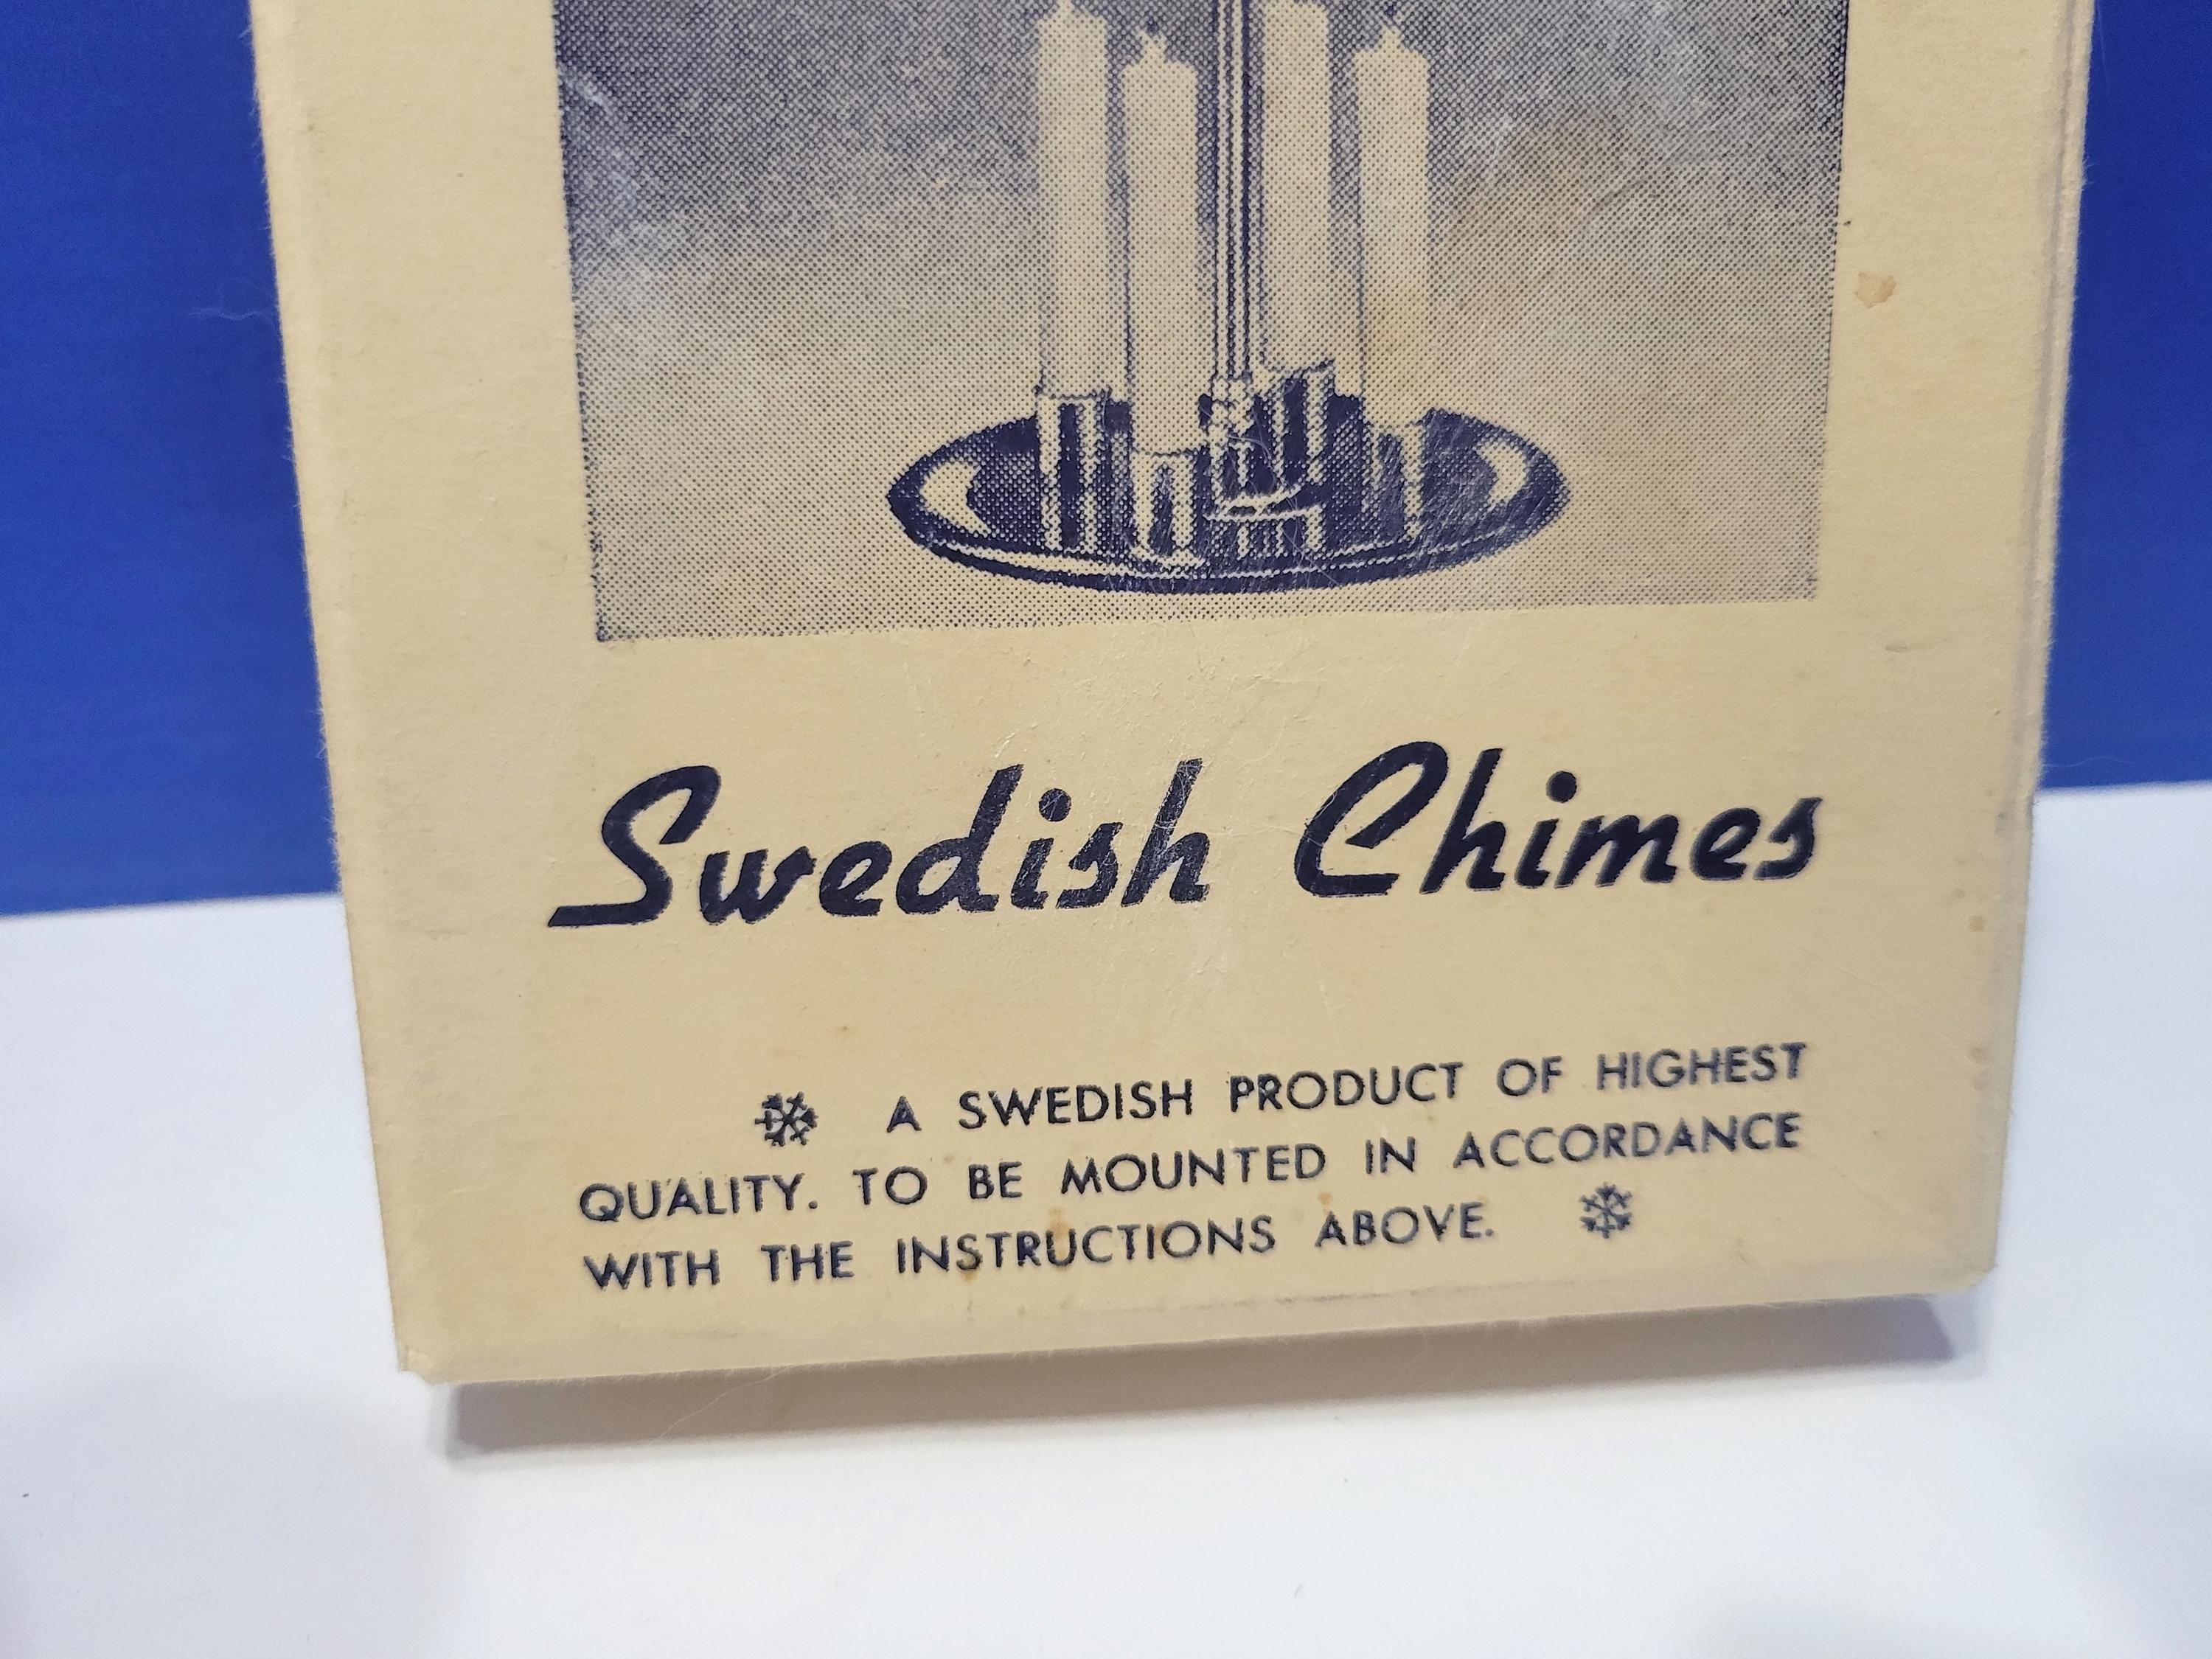 Swedish Chimes
A SWEDISH PRODUCT OF HIGHEST
QUALITY. TO BE MOUNTED IN ACCORDANCE
WITH THE INSTRUCTIONS ABOVE.